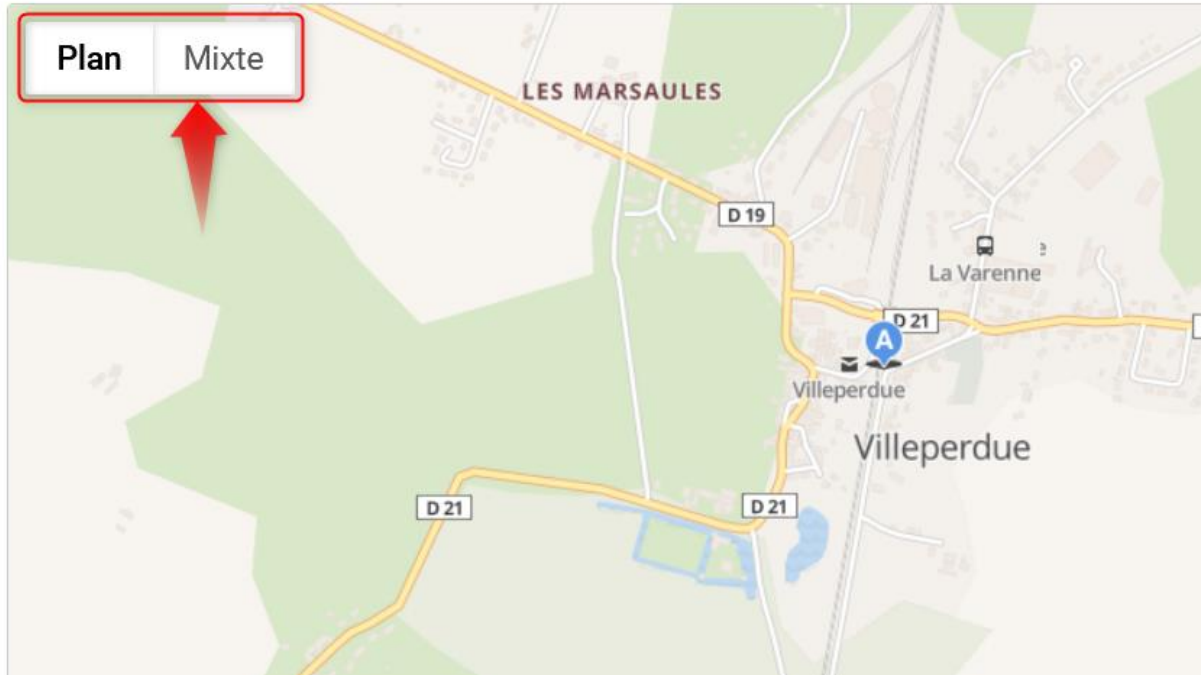 Plan Mixte
LES MARSAULES
D 19
La Varenne
D 21
A
Villeperdue
Villeperdue
D 21
D 21